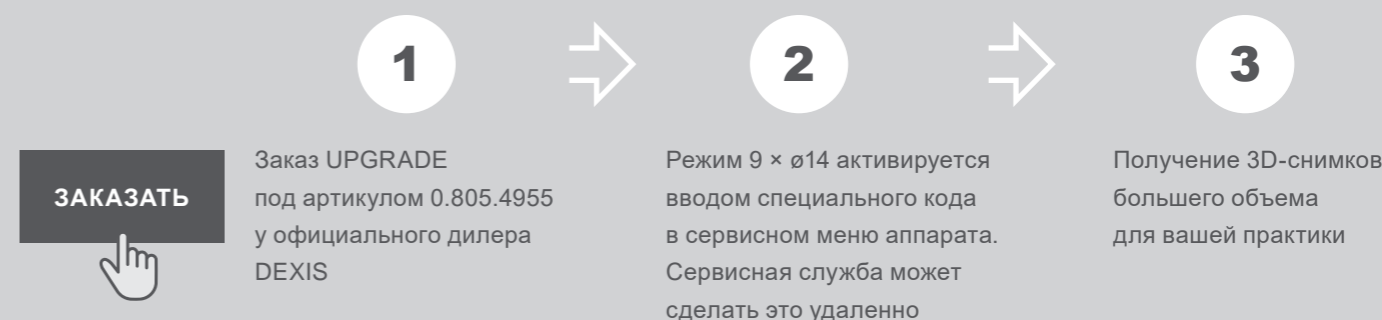 1
2
3
ЗАКАЗАТЬ
Заказ UPGRADE
под артикулом 0.805.4955
у официального дилера
DEXIS
Режим 9 × ø14 активируется
вводом специального кода
в сервисном меню аппарата.
Сервисная служба может
сделать это удаленно
Получение 3D-снимков
большего объема
для вашей практики